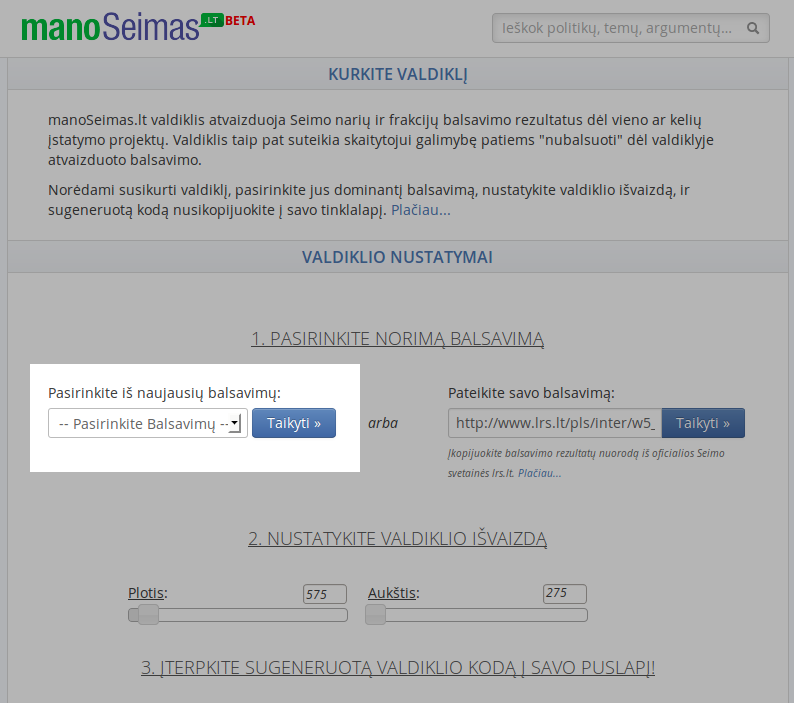 manoSeimas .LT BETA
Ieškok politikų, temų, argumentų...
KURKITE VALDIKLĮ
manoSeimas.lt valdiklis atvaizduoja Seimo narių ir frakcijų balsavimo rezultatus dėl vieno ar kelių
įstatymo projektų. Valdiklis taip pat suteikia skaitytojui galimybę patiems "nubalsuoti" dėl valdiklyje
atvaizduoto balsavimo.
Norėdami susikurti valdiklį, pasirinkite jus dominantį balsavimą, nustatykite valdiklio išvaizdą, ir
sugeneruotą kodą nusikopijuokite į savo tinklalapį. Plačiau...
VALDIKLIO NUSTATYMAI
1. PASIRINKITE NORIMĄ BALSAVIMĄ
Pasirinkite iš naujausių balsavimų:
-- Pasirinkite Balsavimų --
Taikyti »
arba
Pateikite savo balsavimą:
http://www.lrs.lt/pls/inter/w5_
Taikyti »
Įkopijuokite balsavimo rezultatų nuorodą iš oficialios Seimo
svetainės lrs.lt. Plačiau...
2. NUSTATYKITE VALDIKLIO IŠVAIZDĄ
Plotis: 575
Aukštis: 275
3. ĮTERPKITE SUGENERUOTĄ VALDIKLIO KODĄ Į SAVO PUSLAPĮ!